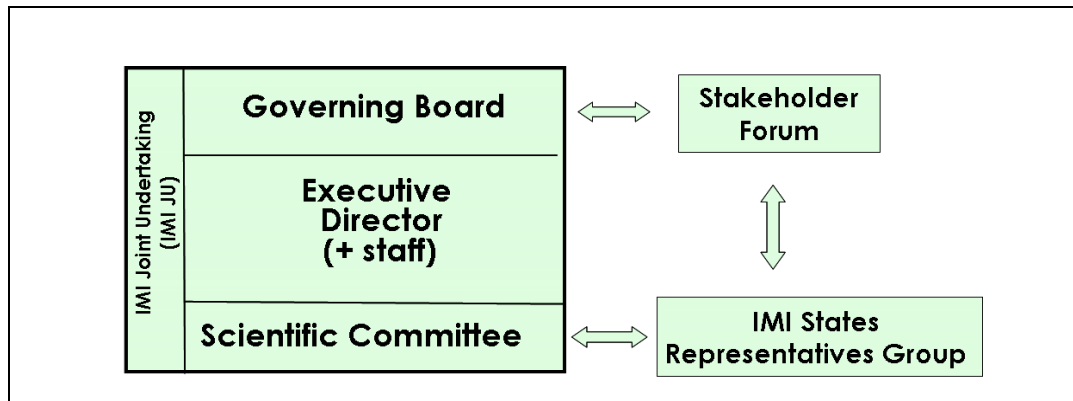 IMI Joint Undertaking
(IMI JU)
Governing Board
Executive
Director
(+ staff)
Scientific Committee
Stakeholder
Forum
IMI States
Representatives Group